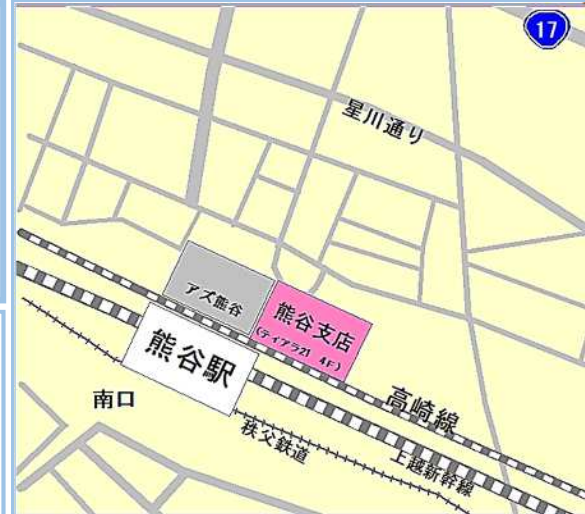 17
星川通り
アズ熊谷
熊谷支店
(ティアラ21 4F)
熊谷駅
南口
高崎線
秩父鉄道
上越新幹線